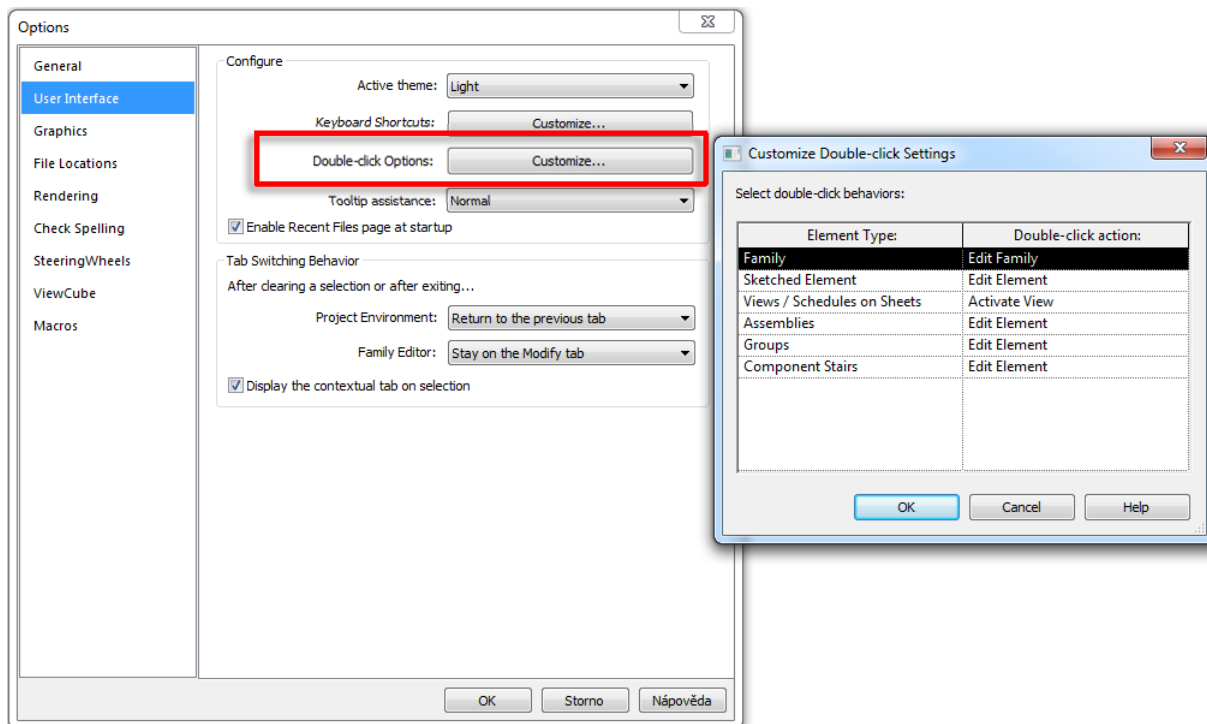 Options
General
User Interface
Graphics
File Locations
Rendering
Check Spelling
SteeringWheels
ViewCube
Macros
Configure
Active theme: Light
Keyboard Shortcuts: Customize...
Double-click Options: Customize...
Tooltip assistance: Normal
Enable Recent Files page at startup
Tab Switching Behavior
After clearing a selection or after exiting...
Project Environment: Return to the previous tab
Family Editor: Stay on the Modify tab
Display the contextual tab on selection
OK Storno Nápověda
Customize Double-click Settings
Select double-click behaviors:
Element Type: Double-click action:
Family Edit Family
Sketched Element Edit Element
Views / Schedules on Sheets Activate View
Assemblies Edit Element
Groups Edit Element
Component Stairs Edit Element
OK Cancel Help